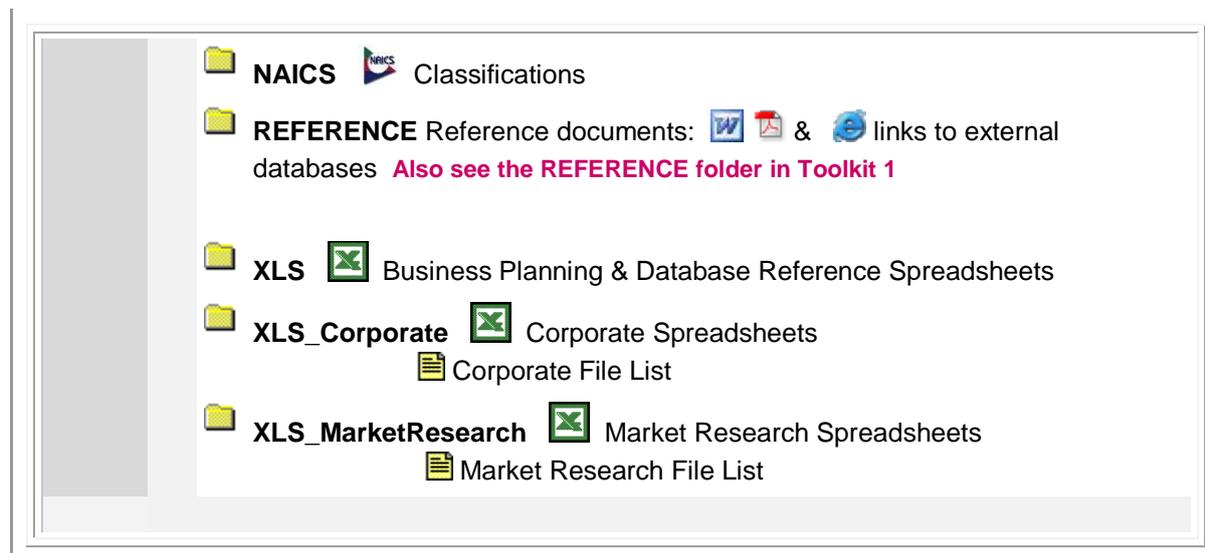 NAICS NAICS Classifications
REFERENCE Reference documents: W & links to external
databases Also see the REFERENCE folder in Toolkit 1
XLS Business Planning & Database Reference Spreadsheets
XLS_Corporate Corporate Spreadsheets
Corporate File List
XLS_MarketResearch Market Research Spreadsheets
Market Research File List